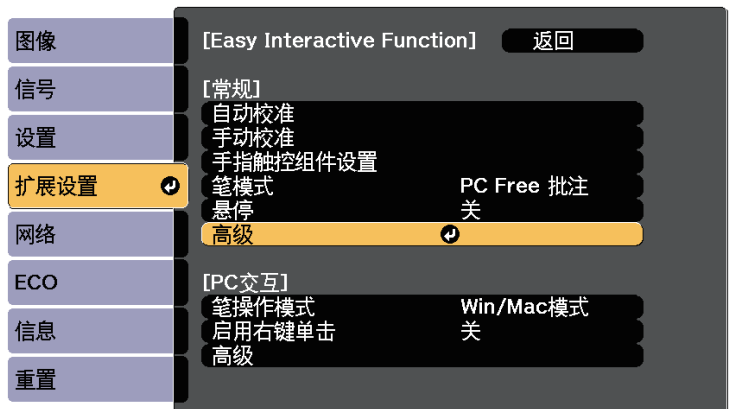 图像
信号
设置
扩展设置
网络
ECO
信息
重置
[Easy Interactive Function] 返回
[常规]
自动校准
手动校准
手指触控组件设置
笔模式 PC Free 批注
悬停 关
高级
[PC交互]
笔操作模式 Win/Mac模式
启用右键单击 关
高级